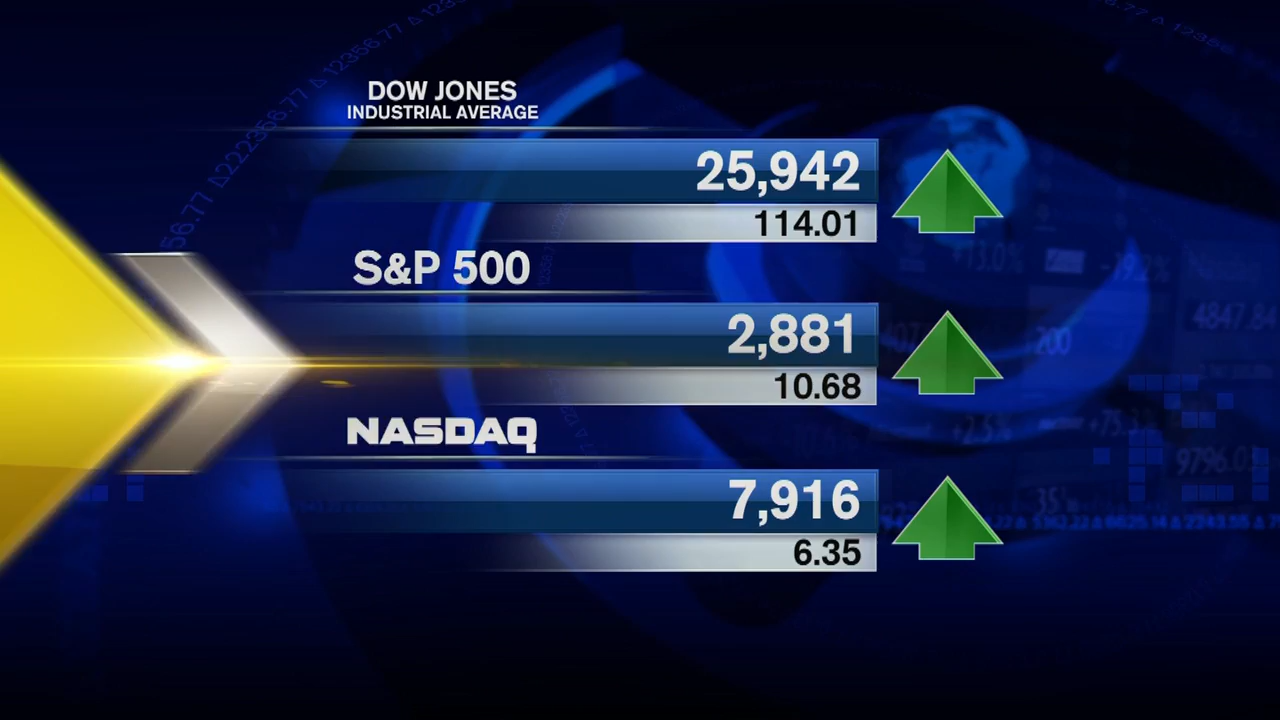 DOW JONES
INDUSTRIAL AVERAGE
25,942
114.01
S&P 500
2,881
10.68
NASDAQ
7,916
6.35